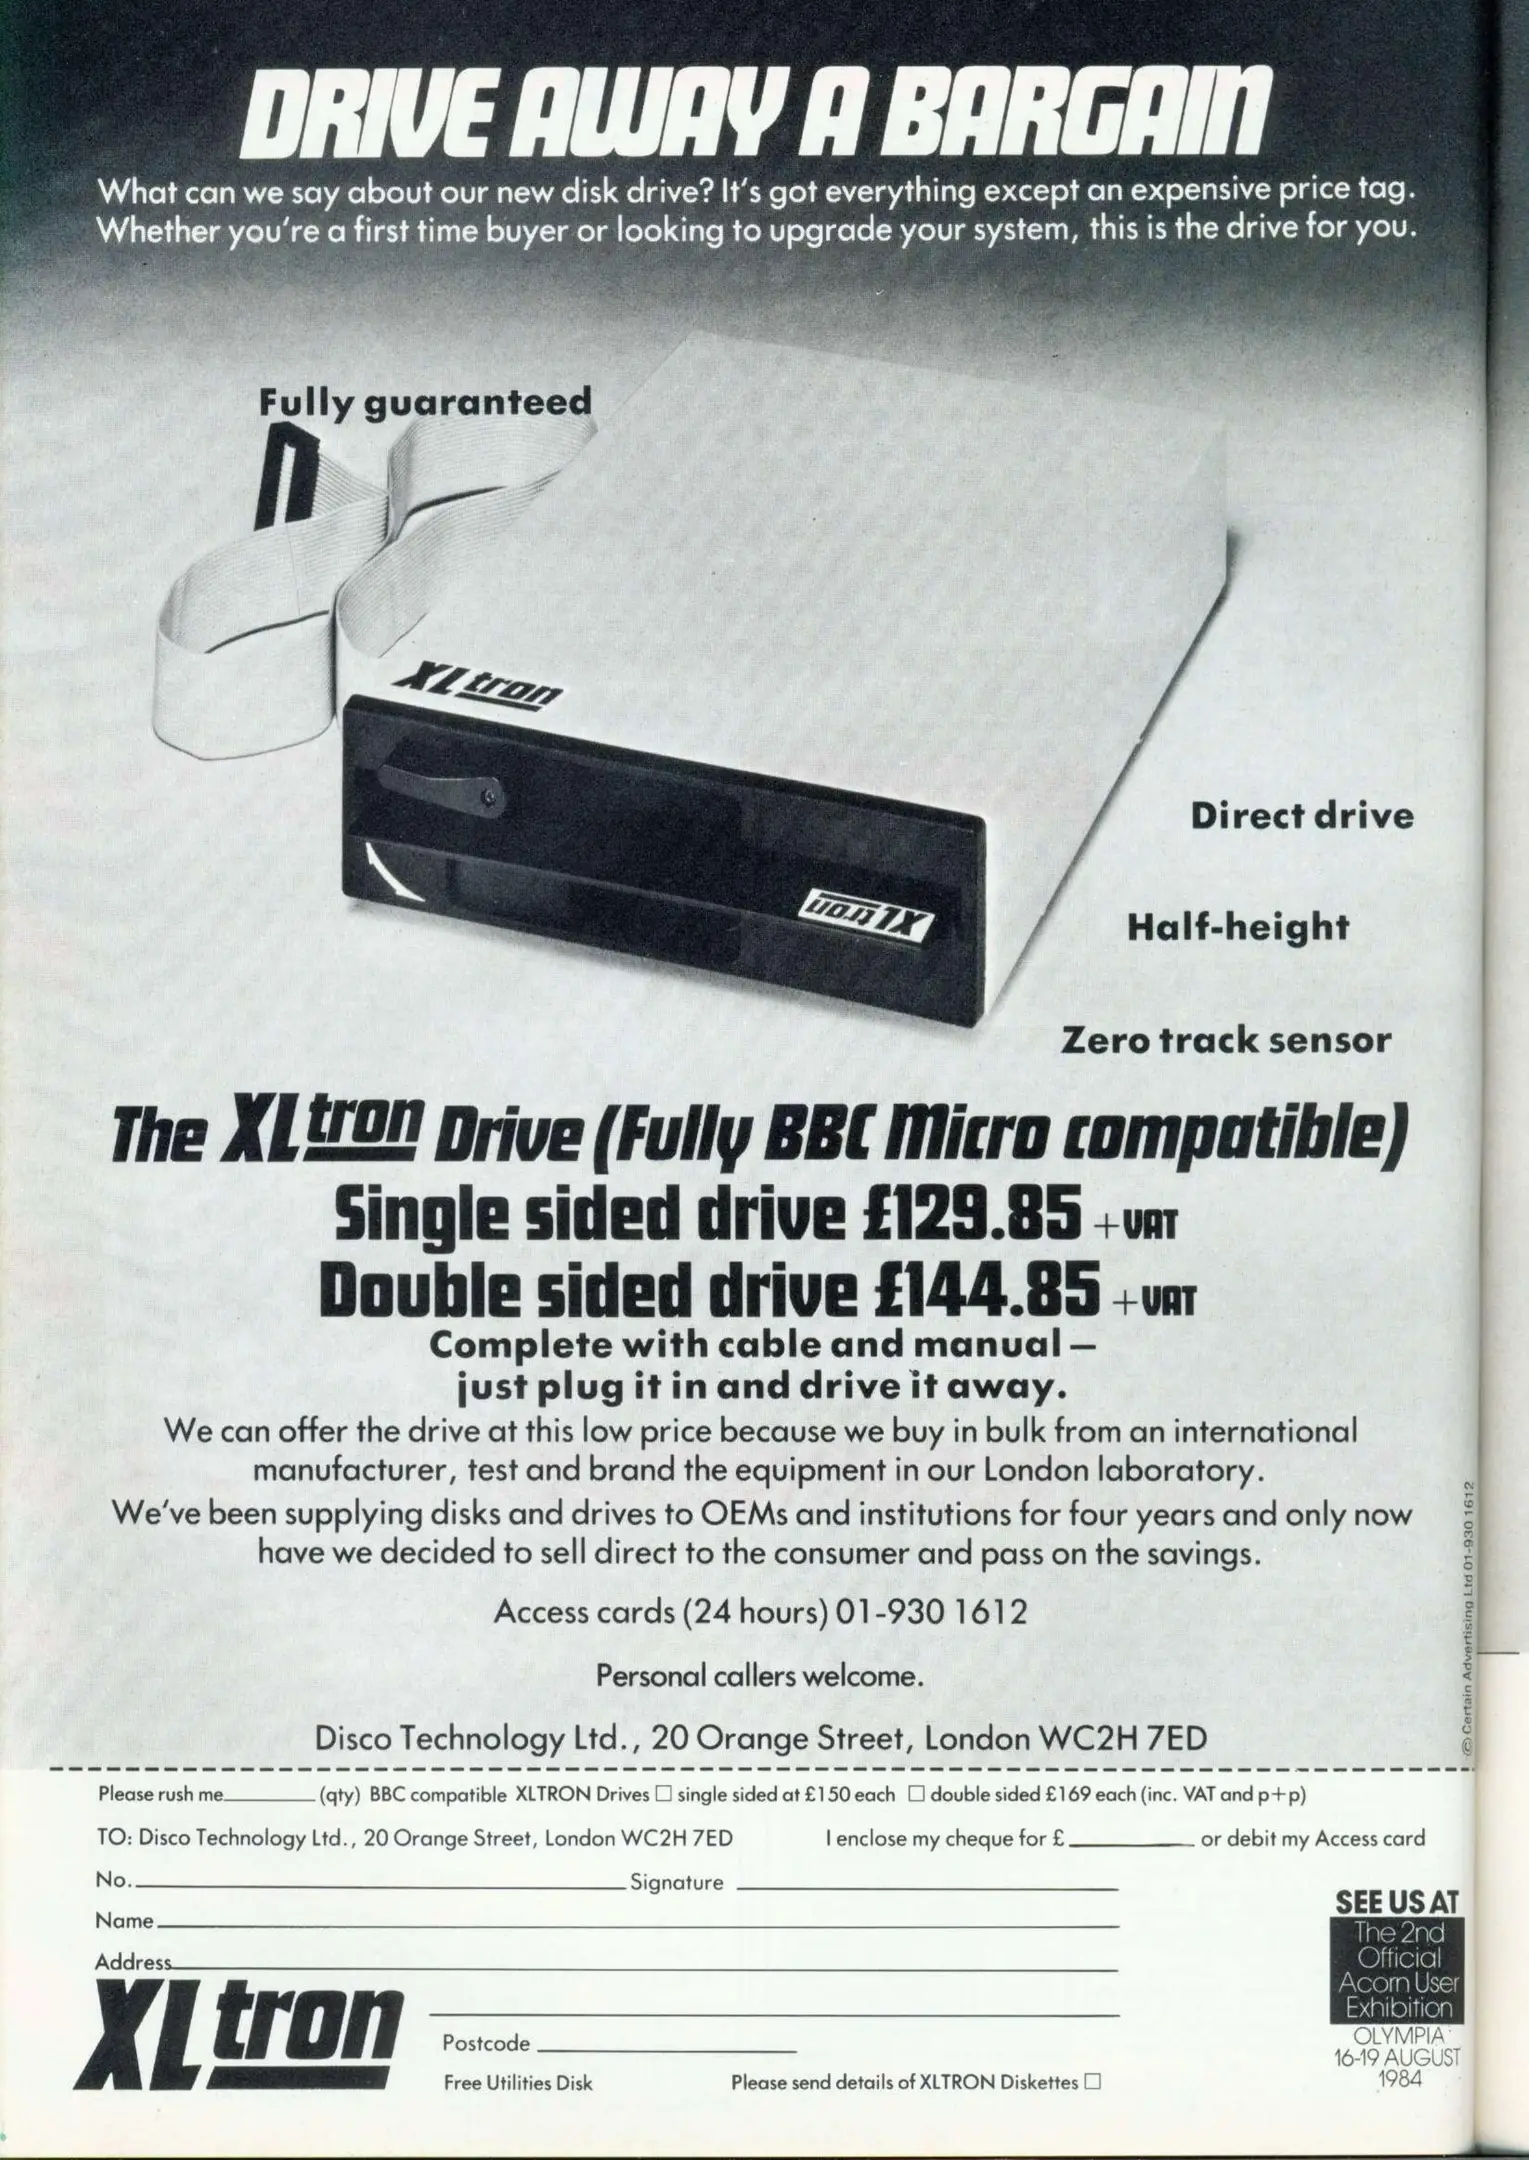 DRIVE AWAY A BARGAIN
What can we say about our new disk drive? It's got everything except an expensive price tag.
Whether you're a first time buyer or looking to upgrade your system, this is the drive for you.
Fully guaranteed
XLtron
XLtron
Direct drive
Half-height
Zero track sensor
The XLtron Drive (Fully BBC Micro compatible)
Single sided drive £129.85 +VAT
Double sided drive £144.85 +VAT
Complete with cable and manual –
just plug it in and drive it away.
We can offer the drive at this low price because we buy in bulk from an international
manufacturer, test and brand the equipment in our London laboratory.
We've been supplying disks and drives to OEMs and institutions for four years and only now
have we decided to sell direct to the consumer and pass on the savings.
Access cards (24 hours) 01-930 1612
Personal callers welcome.
Disco Technology Ltd., 20 Orange Street, London WC2H 7ED
© Certain Advertising Ltd 01-930 1612
Please rush me (qty) BBC compatible XLTRON Drives ☐ single sided at £150 each ☐ double sided £169 each (inc. VAT and p+p)
TO: Disco Technology Ltd., 20 Orange Street, London WC2H 7ED I enclose my cheque for £ or debit my Access card
No. Signature
Name
Address
XLtron
Postcode
Free Utilities Disk Please send details of XLTRON Diskettes ☐
SEE US AT
The 2nd
Official
Acorn User
Exhibition
OLYMPIA
16-19 AUGUST
1984